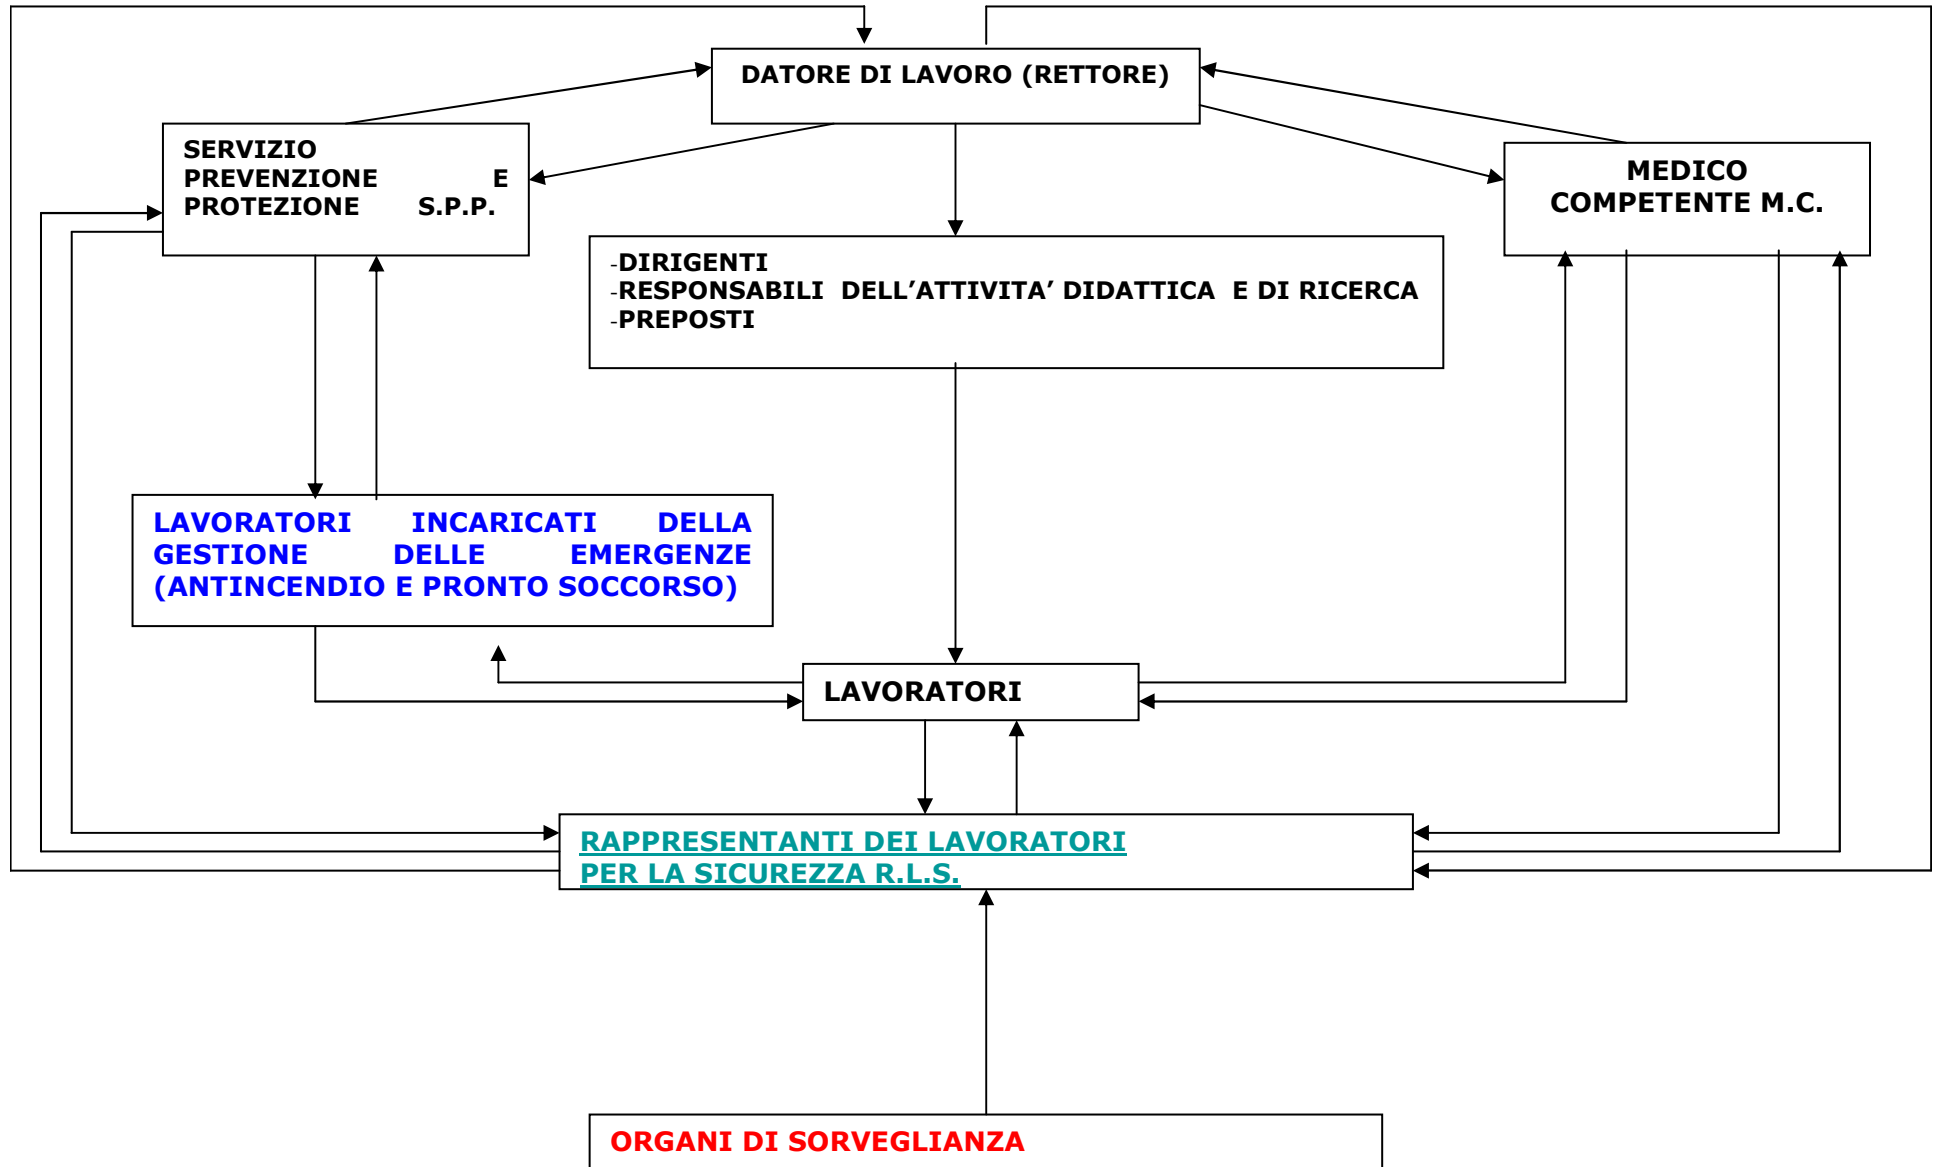 DATORE DI LAVORO (RETTORE)
SERVIZIO
PREVENZIONE E
PROTEZIONE S.P.P.
MEDICO
COMPETENTE M.C.
-DIRIGENTI
-RESPONSABILI DELL’ATTIVITA’ DIDATTICA E DI RICERCA
-PREPOSTI
LAVORATORI INCARICATI DELLA
GESTIONE DELLE EMERGENZE
(ANTINCENDIO E PRONTO SOCCORSO)
LAVORATORI
RAPPRESENTANTI DEI LAVORATORI
PER LA SICUREZZA R.L.S.
ORGANI DI SORVEGLIANZA